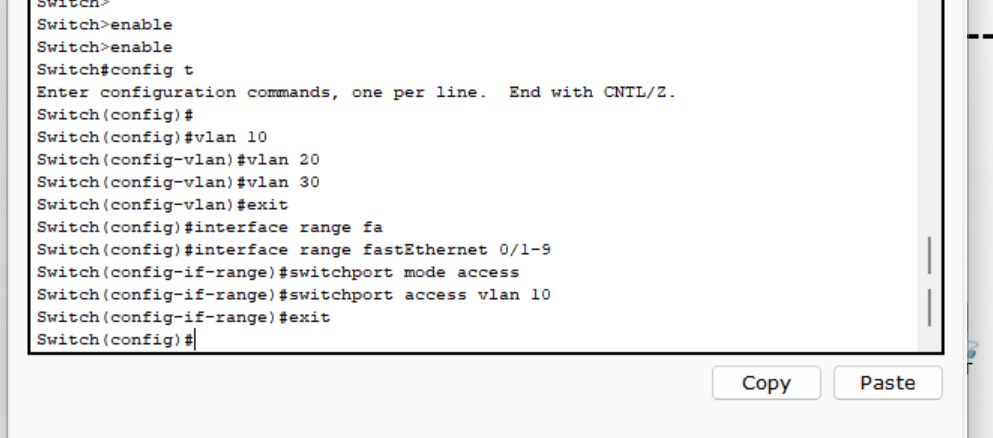 Switch>
Switch>enable
Switch>enable
Switch#config t
Enter configuration commands, one per line.  End with CNTL/Z.
Switch(config)#
Switch(config)#vlan 10
Switch(config-vlan)#vlan 20
Switch(config-vlan)#vlan 30
Switch(config-vlan)#exit
Switch(config)#interface range fa
Switch(config)#interface range fastEthernet 0/1-9
Switch(config-if-range)#switchport mode access
Switch(config-if-range)#switchport access vlan 10
Switch(config-if-range)#exit
Switch(config)#
Copy
Paste